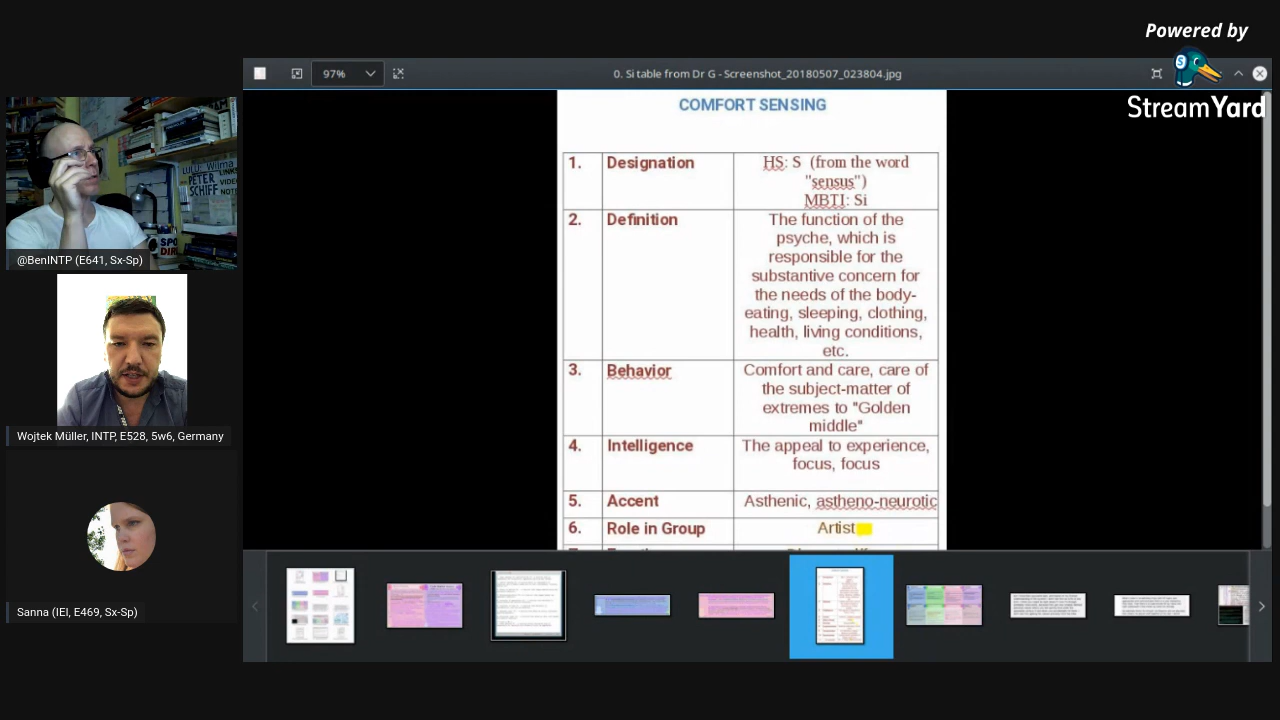 Powered by
StreamYard
97%
0. Si table from Dr G - Screenshot_20180507_023804.jpg
COMFORT SENSING
1. Designation HS: S (from the word
"sensus")
MBTI: Si
2. Definition The function of the
psyche, which is
responsible for the
substantive concern for
the needs of the body-
eating, sleeping, clothing,
health, living conditions,
etc.
3. Behavior Comfort and care, care of
the subject-matter of
extremes to "Golden
middle"
4. Intelligence The appeal to experience,
focus, focus
5. Accent Asthenic, astheno-neurotic
6. Role in Group Artist
PETER
SCHIFF
@BenINTP (E641, Sx-Sp)
Wojtek Müller, INTP, E528, 5w6, Germany
Sanna (IEI, E469, Sx-Sp)